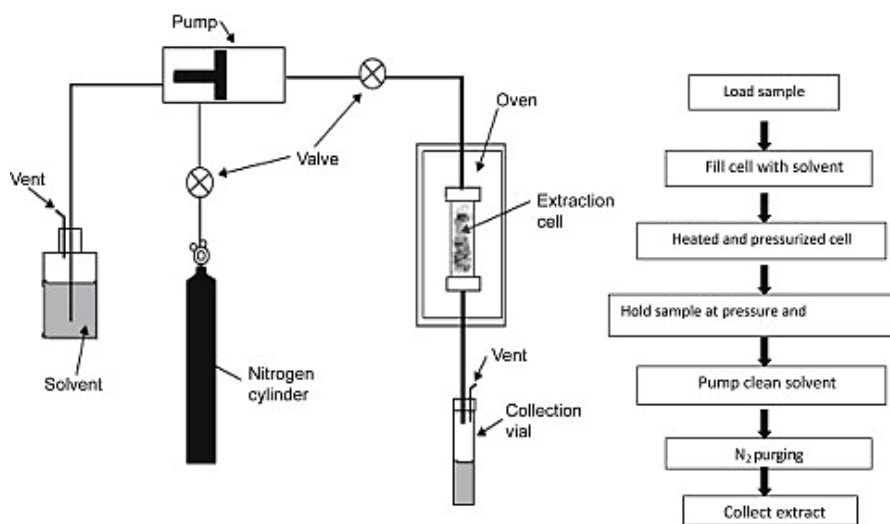 Pump
Oven
Valve
Vent
Extraction
cell
Solvent
Nitrogen
cylinder
Vent
Collection
vial
Load sample
Fill cell with solvent
Heated and pressurized cell
Hold sample at pressure and
Pump clean solvent
N₂ purging
Collect extract